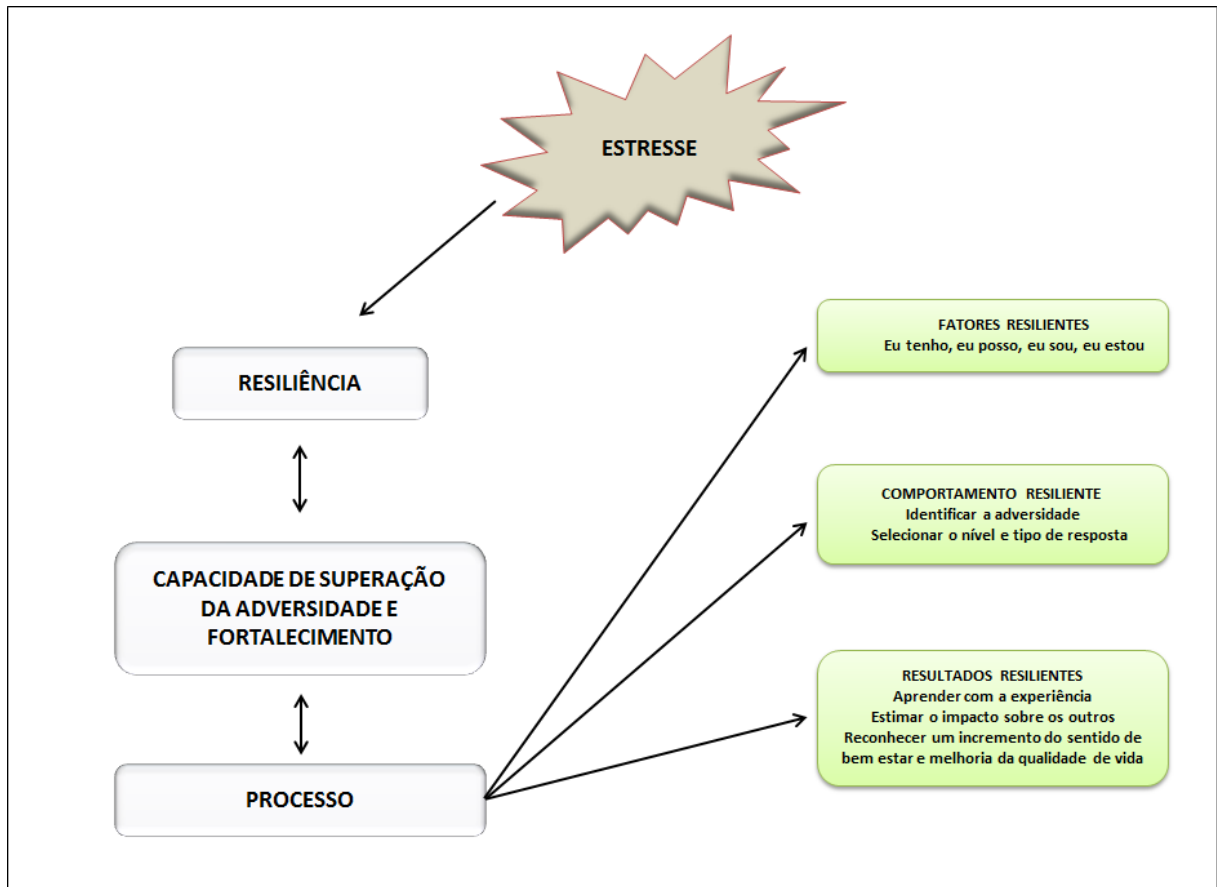 ESTRESSE
RESILIÊNCIA
CAPACIDADE DE SUPERAÇÃO
DA ADVERSIDADE E
FORTALECIMENTO
PROCESSO
FATORES RESILIENTES
Eu tenho, eu posso, eu sou, eu estou
COMPORTAMENTO RESILIENTE
Identificar a adversidade
Selecionar o nível e tipo de resposta
RESULTADOS RESILIENTES
Aprender com a experiência
Estimar o impacto sobre os outros
Reconhecer um incremento do sentido de
bem estar e melhoria da qualidade de vida